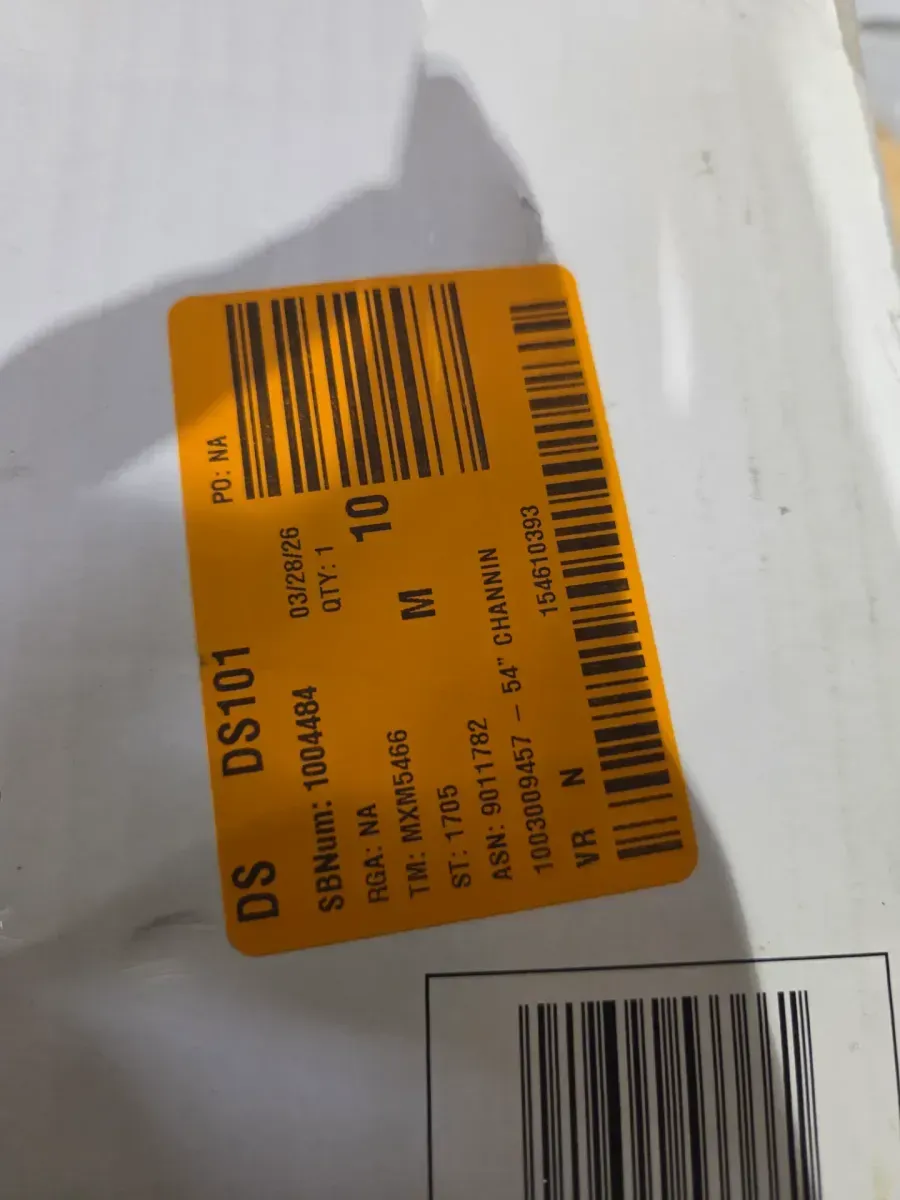 DS DS101 PO: NA
SBNum: 1004484 03/28/26
RGA: NA QTY: 1
TM: MXM5466 10
ST: 1705 M
ASN: 9011782
1003009457 – 54" CHANNIN
VR N 154610393